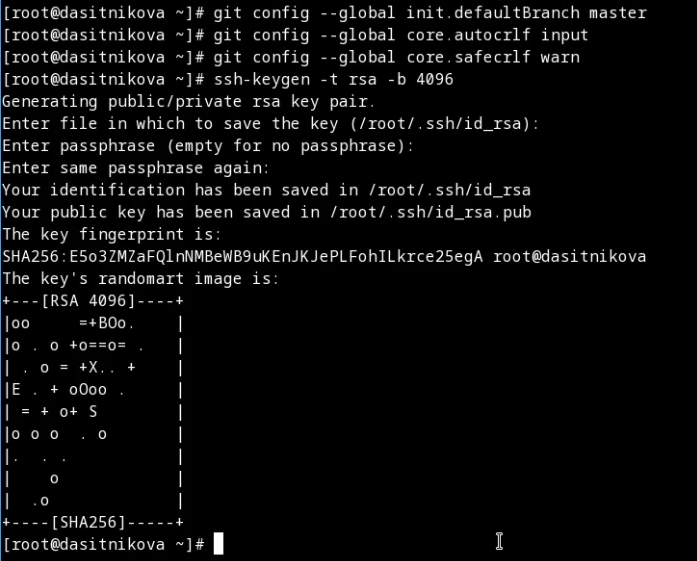 [root@dasitnikova ~]# git config --global init.defaultBranch master
[root@dasitnikova ~]# git config --global core.autocrlf input
[root@dasitnikova ~]# git config --global core.safecrlf warn
[root@dasitnikova ~]# ssh-keygen -t rsa -b 4096
Generating public/private rsa key pair.
Enter file in which to save the key (/root/.ssh/id_rsa):
Enter passphrase (empty for no passphrase):
Enter same passphrase again:
Your identification has been saved in /root/.ssh/id_rsa
Your public key has been saved in /root/.ssh/id_rsa.pub
The key fingerprint is:
SHA256:E5o3ZMZaFQlnNMBeWB9uKEnJKJePLFohILkrce25egA root@dasitnikova
The key's randomart image is:
+---[RSA 4096]----+
|oo     =+BOo.    |
|o . o +o==o= .   |
| . o = +X.. +    |
|E . + oOoo .     |
| = + o+ S        |
|o o o  . o       |
|.  . .           |
|    o            |
|  .o             |
+----[SHA256]-----+
[root@dasitnikova ~]#